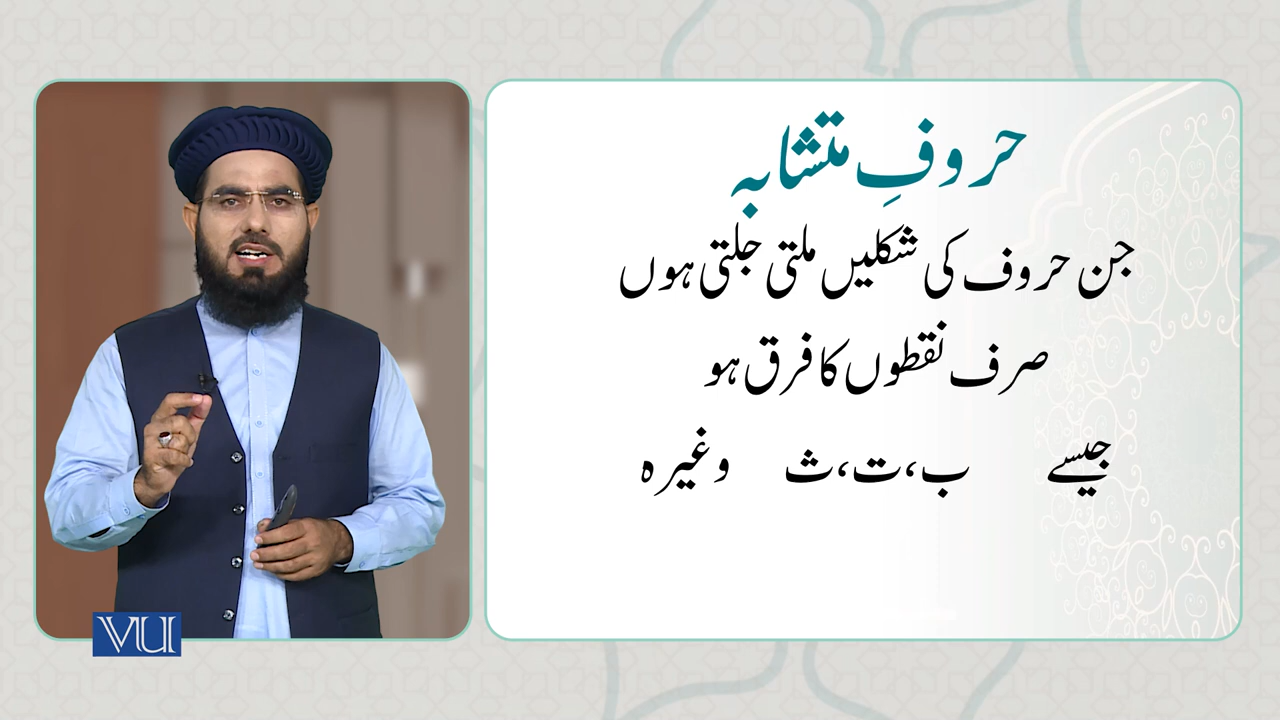 حروفِ متشابہ
جن حروف کی شکلیں ملتی جلتی ہوں
صرف نقطوں کا فرق ہو
جیسے ب،ت،ث وغیرہ
VU